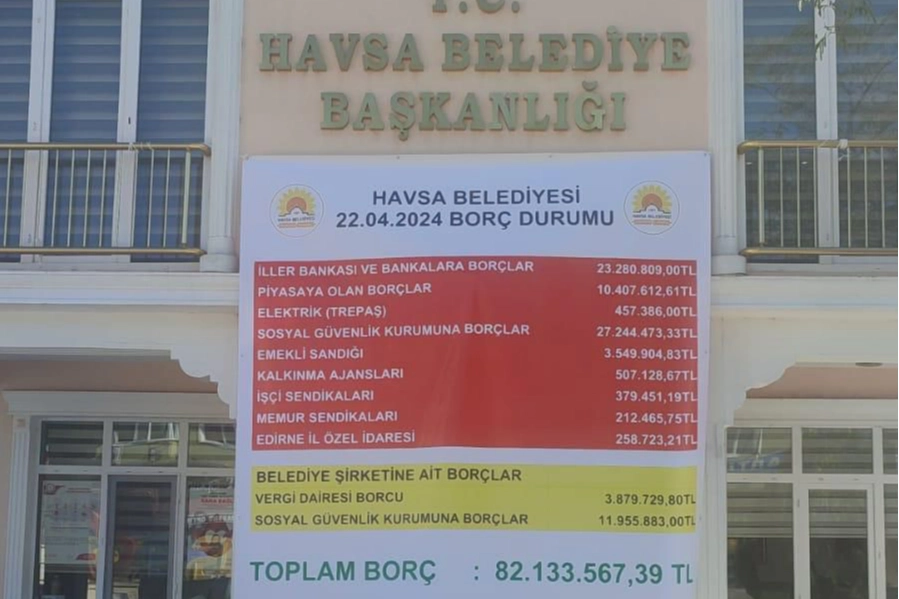 T.C.
HAVSA BELEDİYE
BAŞKANLIĞI
HAVSA BELEDİYESİ
22.04.2024 BORÇ DURUMU
İLLER BANKASI VE BANKALARA BORÇLAR 23.280.809,00TL
PİYASAYA OLAN BORÇLAR 10.407.612,61TL
ELEKTRİK (TREPAŞ) 457.386,00TL
SOSYAL GÜVENLİK KURUMUNA BORÇLAR 27.244.473,33TL
EMEKLİ SANDIĞI 3.549.904,83TL
KALKINMA AJANSLARI 507.128,67TL
İŞÇİ SENDİKALARI 379.451,19TL
MEMUR SENDİKALARI 212.465,75TL
EDİRNE İL ÖZEL İDARESİ 258.723,21TL
BELEDİYE ŞİRKETİNE AİT BORÇLAR
VERGİ DAİRESİ BORCU 3.879.729,80TL
SOSYAL GÜVENLİK KURUMUNA BORÇLAR 11.955.883,00TL
TOPLAM BORÇ : 82.133.567,39 TL